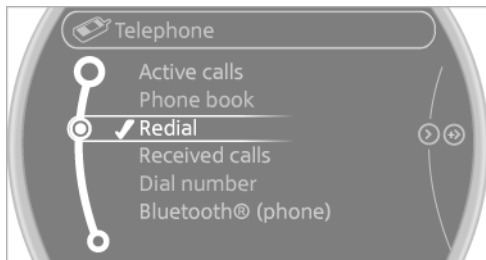 Telephone
Active calls
Phone book
Redial
Received calls
Dial number
Bluetooth® (phone)